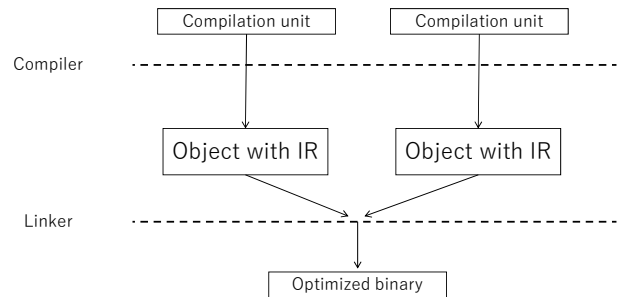 Compilation unit
Compilation unit
Compiler
Object with IR
Object with IR
Linker
Optimized binary